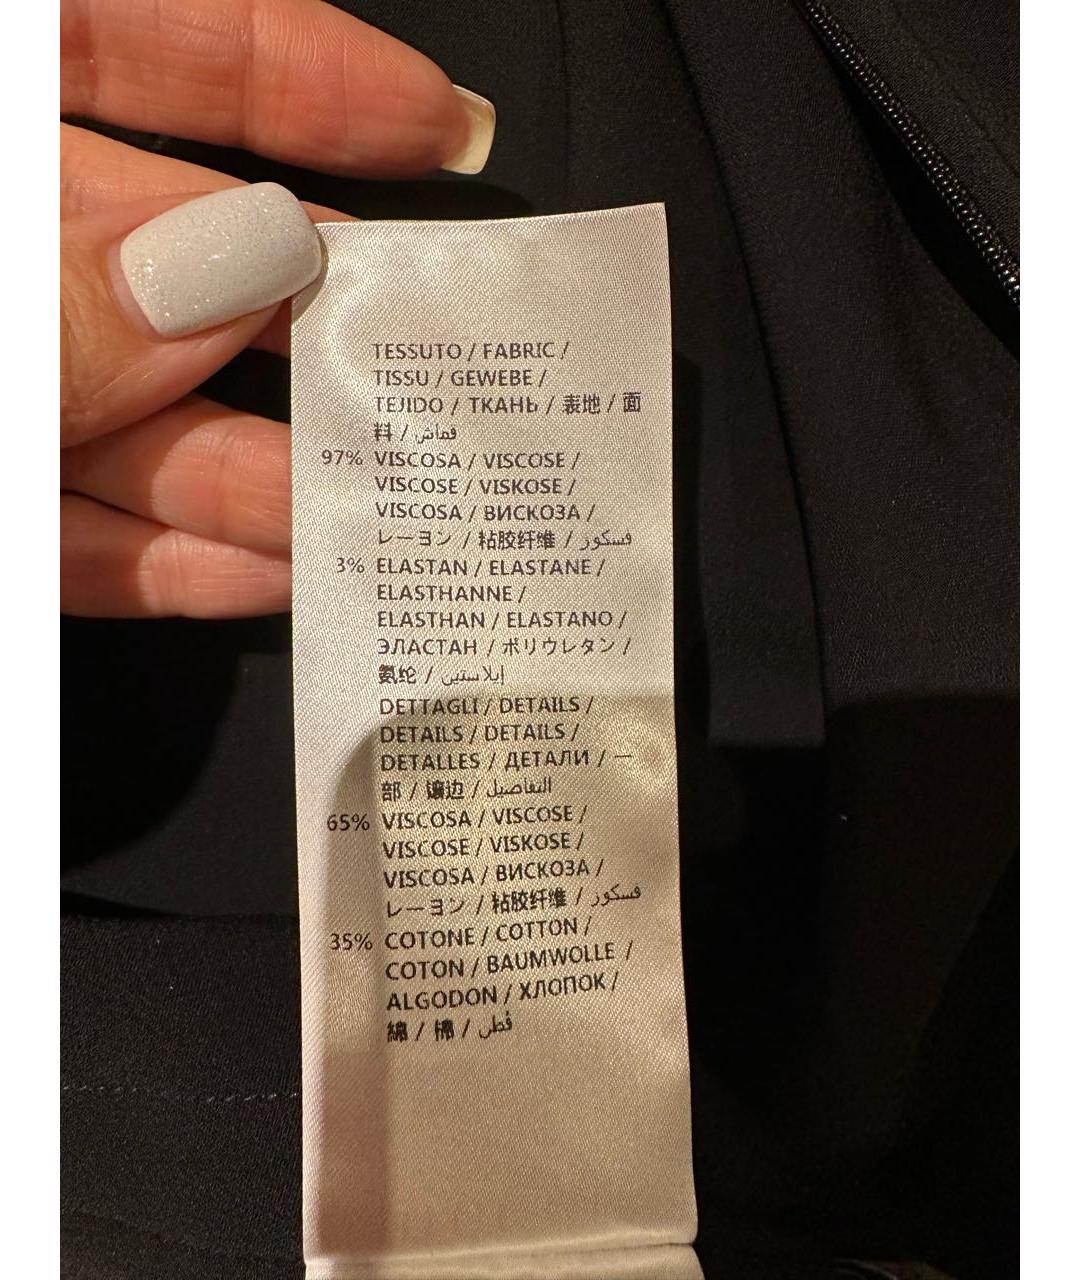 TESSUTO / FABRIC /
TISSU / GEWEBE /
TEJIDO / ТКАНЬ / 表地 / 面
料 / قماش
97% VISCOSA / VISCOSE /
VISCOSE / VISKOSE /
VISCOSA / ВИСКОЗА /
レーヨン / 粘胶纤维 / فسكور
3% ELASTAN / ELASTANE /
ELASTHANNE /
ELASTHAN / ELASTANO /
ЭЛАСТАН / ポリウレタン /
氨纶 / إيلاستين
DETTAGLI / DETAILS /
DETAILS / DETAILS /
DETALLES / ДЕТАЛИ / 一
部 / 镶边 / التفاصيل
65% VISCOSA / VISCOSE /
VISCOSE / VISKOSE /
VISCOSA / ВИСКОЗА /
レーヨン / 粘胶纤维 / فسكور
35% COTONE / COTTON /
COTON / BAUMWOLLE /
ALGODON / ХЛОПОК /
綿 / 棉 / قُطن